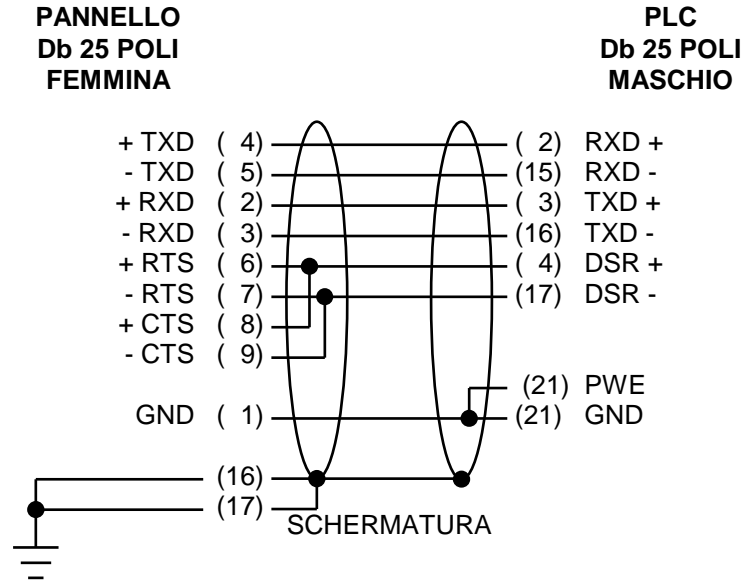 PANNELLO
Db 25 POLI
FEMMINA
PLC
Db 25 POLI
MASCHIO
+ TXD ( 4) ( 2) RXD +
- TXD ( 5) (15) RXD -
+ RXD ( 2) ( 3) TXD +
- RXD ( 3) (16) TXD -
+ RTS ( 6) ( 4) DSR +
- RTS ( 7) (17) DSR -
+ CTS ( 8)
- CTS ( 9)
(21) PWE
GND ( 1) (21) GND
(16)
(17)
SCHERMATURA